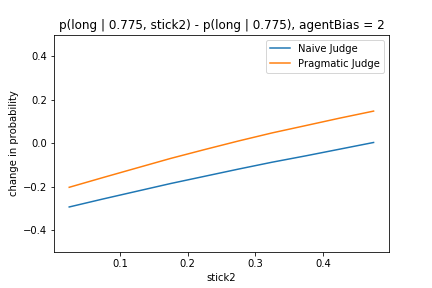 p(long | 0.775, stick2) - p(long | 0.775), agentBias = 2
Naive Judge
Pragmatic Judge
change in probability
0.4
0.2
0.0
−0.2
−0.4
0.1
0.2
0.3
0.4
stick2